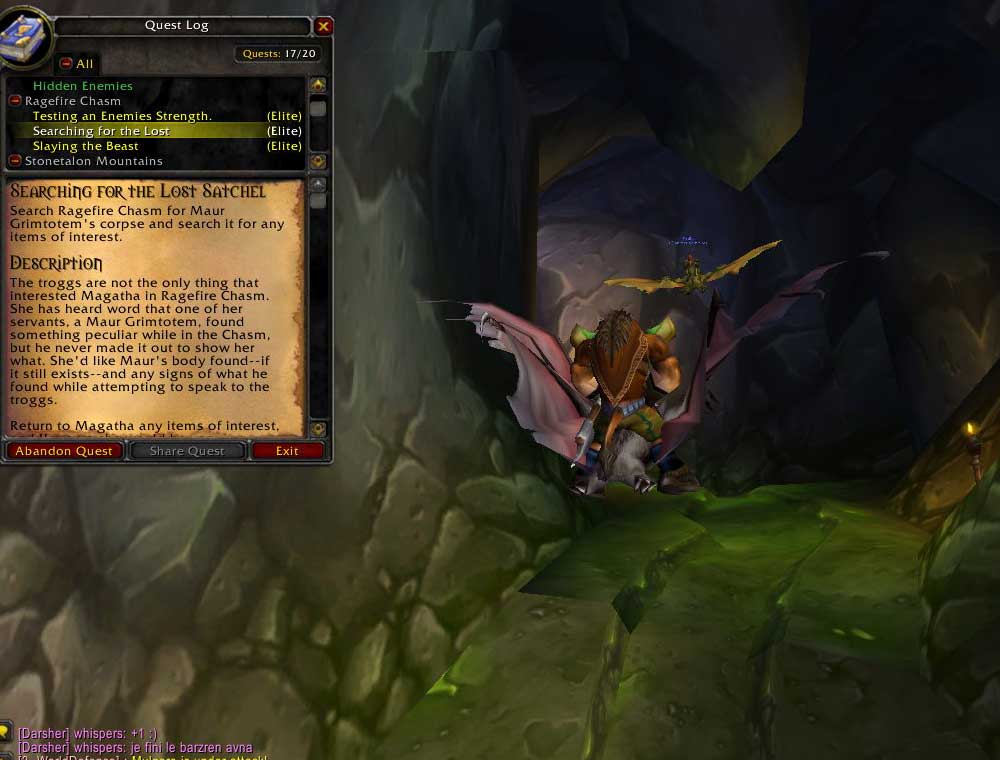 Quest Log
Quests: 17/20
All
Hidden Enemies
Ragefire Chasm
Testing an Enemies Strength. (Elite)
Searching for the Lost (Elite)
Slaying the Beast (Elite)
Stonetalon Mountains
Searching for the Lost Satchel
Search Ragefire Chasm for Maur
Grimtotem's corpse and search it for any
items of interest.
Description
The troggs are not the only thing that
interested Magatha in Ragefire Chasm.
She has heard word that one of her
servants, a Maur Grimtotem, found
something peculiar while in the Chasm,
but he never made it out to show her
what. She'd like Maur's body found--if
it still exists--and any signs of what he
found while attempting to speak to the
troggs.
Return to Magatha any items of interest,
Abandon Quest Share Quest Exit
[Darsher] whispers: +1 :)
[Darsher] whispers: je fini le barzren avna
is under attack!